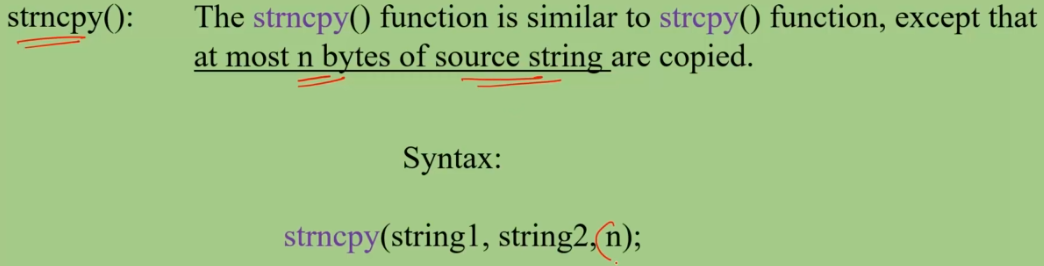 strncpy(): The strncpy() function is similar to strcpy() function, except that
at most n bytes of source string are copied.
Syntax:
strncpy(string1, string2, n);